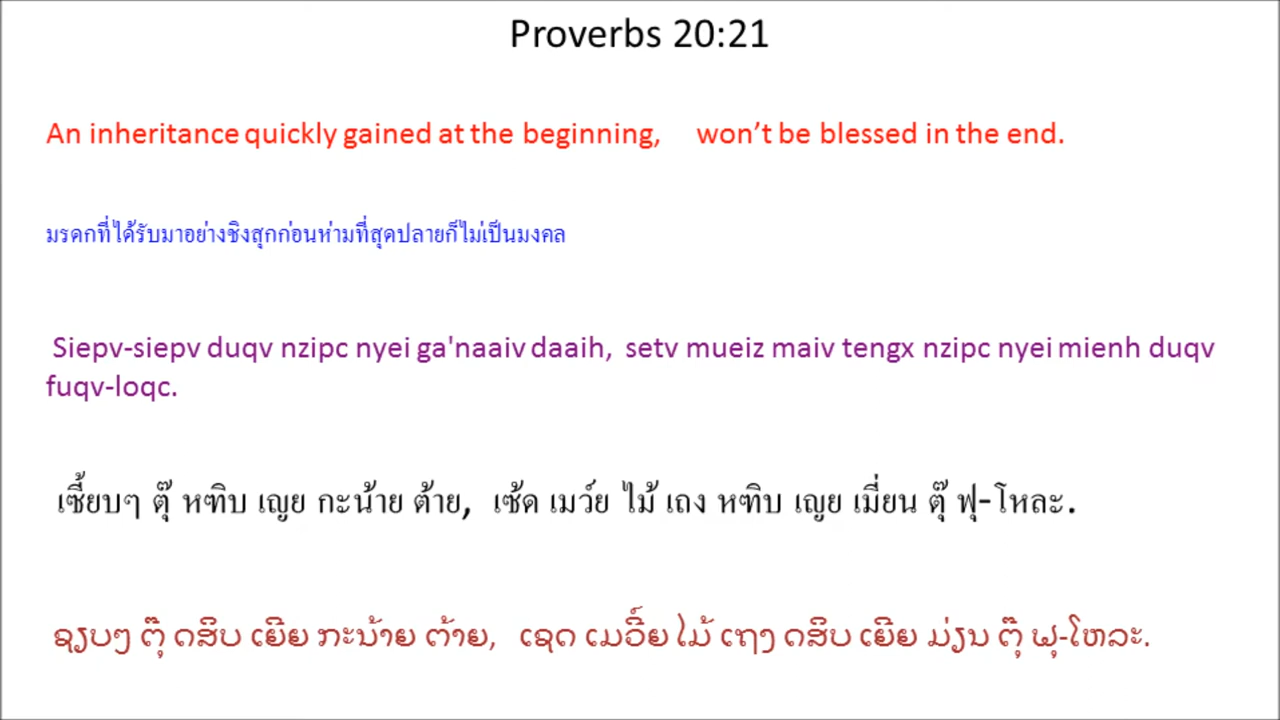 Proverbs 20:21
An inheritance quickly gained at the beginning, won’t be blessed in the end.
มรดกที่ได้รับมาอย่างชิงสุกก่อนห่ามที่สุดปลายก็ไม่เป็นมงคล
Siepv-siepv duqv nzipc nyei ga'naaiv daaih, setv mueiz maiv tengx nzipc nyei mienh duqv
fuqv-loqc.
เซี้ยบๆ ตุ๊ หฑิบ เญย กะน้าย ต้าย, เซ้ด เมว์ย ไม้ เถง หฑิบ เญย เมี่ยน ตุ๊ ฟุ-โหละ.
ຊຽບໆ ຕຸ໊ ດສິບ ເຍີຍ ກະນ້າຍ ຕ້າຍ, ເຊດ ເມວີ໌ຍ ໄມ້ ເຖງ ດສິບ ເຍີຍ ມ່ຽນ ຕຸ໊ ຟຸ-ໂຫລະ.